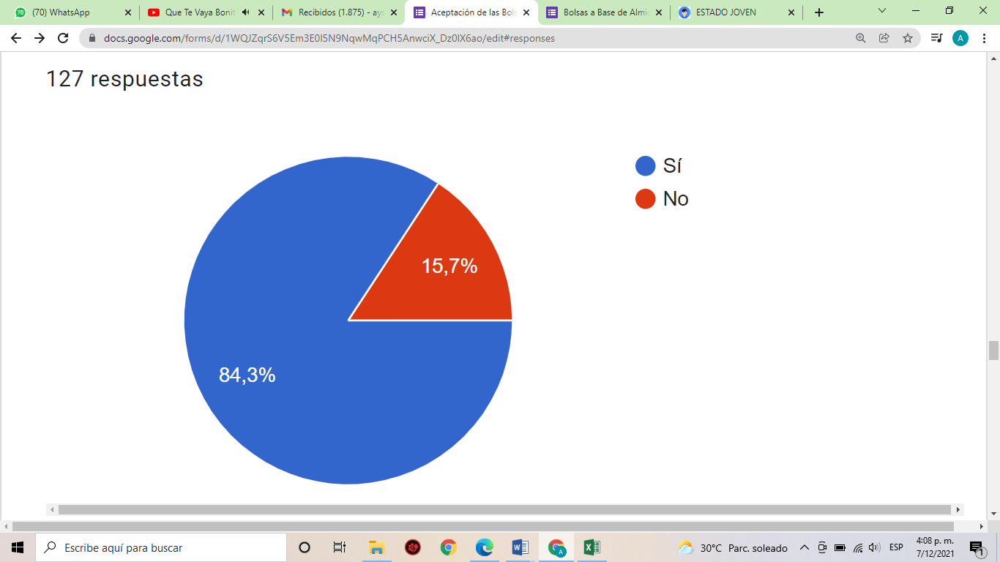 (70) WhatsApp
Que Te Vaya Bonit
Recibidos (1.875) - ays
Aceptación de las Bols
Bolsas a Base de Almi
ESTADO JOVEN
docs.google.com/forms/d/1WQJZqrS6V5Em3E0I5N9NqwMqPCH5AnwciX_Dz0lX6ao/edit#responses
A
127 respuestas
Sí
No
15,7%
84,3%
Escribe aquí para buscar
30°C Parc. soleado
ESP
4:08 p. m.
7/12/2021
1